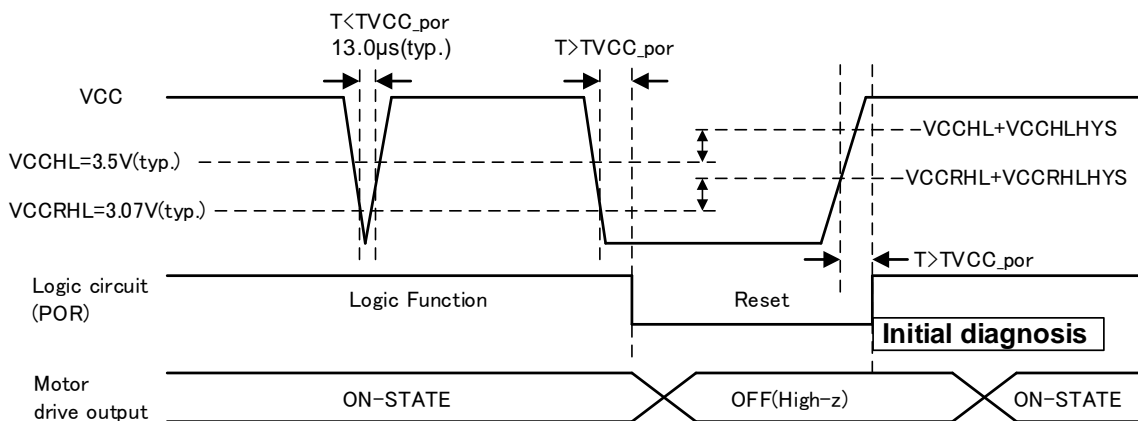 T<TVCC_por
13.0μs(typ.)
T>TVCC_por
VCC
VCCHL+VCCHLHYS
VCCHL=3.5V(typ.)
VCCRHL+VCCRHLHYS
VCCRHL=3.07V(typ.)
T>TVCC_por
Logic circuit
(POR)
Logic Function
Reset
Initial diagnosis
Motor
drive output
ON-STATE
OFF(High-z)
ON-STATE